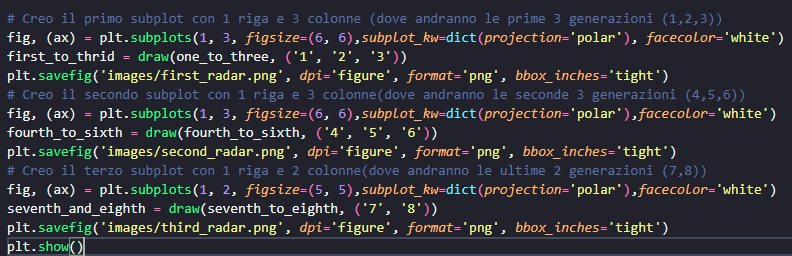 # Creo il primo subplot con 1 riga e 3 colonne (dove andranno le prime 3 generazioni (1,2,3))
fig, (ax) = plt.subplots(1, 3, figsize=(6, 6),subplot_kw=dict(projection='polar'), facecolor='white')
first_to_thrid = draw(one_to_three, ('1', '2', '3'))
plt.savefig('images/first_radar.png', dpi='figure', format='png', bbox_inches='tight')
# Creo il secondo subplot con 1 riga e 3 colonne(dove andranno le seconde 3 generazioni (4,5,6))
fig, (ax) = plt.subplots(1, 3, figsize=(6, 6),subplot_kw=dict(projection='polar'),facecolor='white')
fourth_to_sixth = draw(fourth_to_sixth, ('4', '5', '6'))
plt.savefig('images/second_radar.png', dpi='figure', format='png', bbox_inches='tight')
# Creo il terzo subplot con 1 riga e 2 colonne(dove andranno le ultime 2 generazioni (7,8))
fig, (ax) = plt.subplots(1, 2, figsize=(5, 5),subplot_kw=dict(projection='polar'),facecolor='white')
seventh_and_eighth = draw(seventh_to_eighth, ('7', '8'))
plt.savefig('images/third_radar.png', dpi='figure', format='png', bbox_inches='tight')
plt.show()